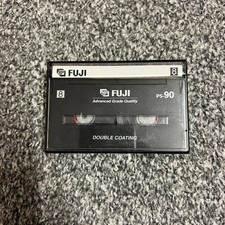 FUJI
FUJI
Advanced Grade Quality
PS-90
DOUBLE COATING